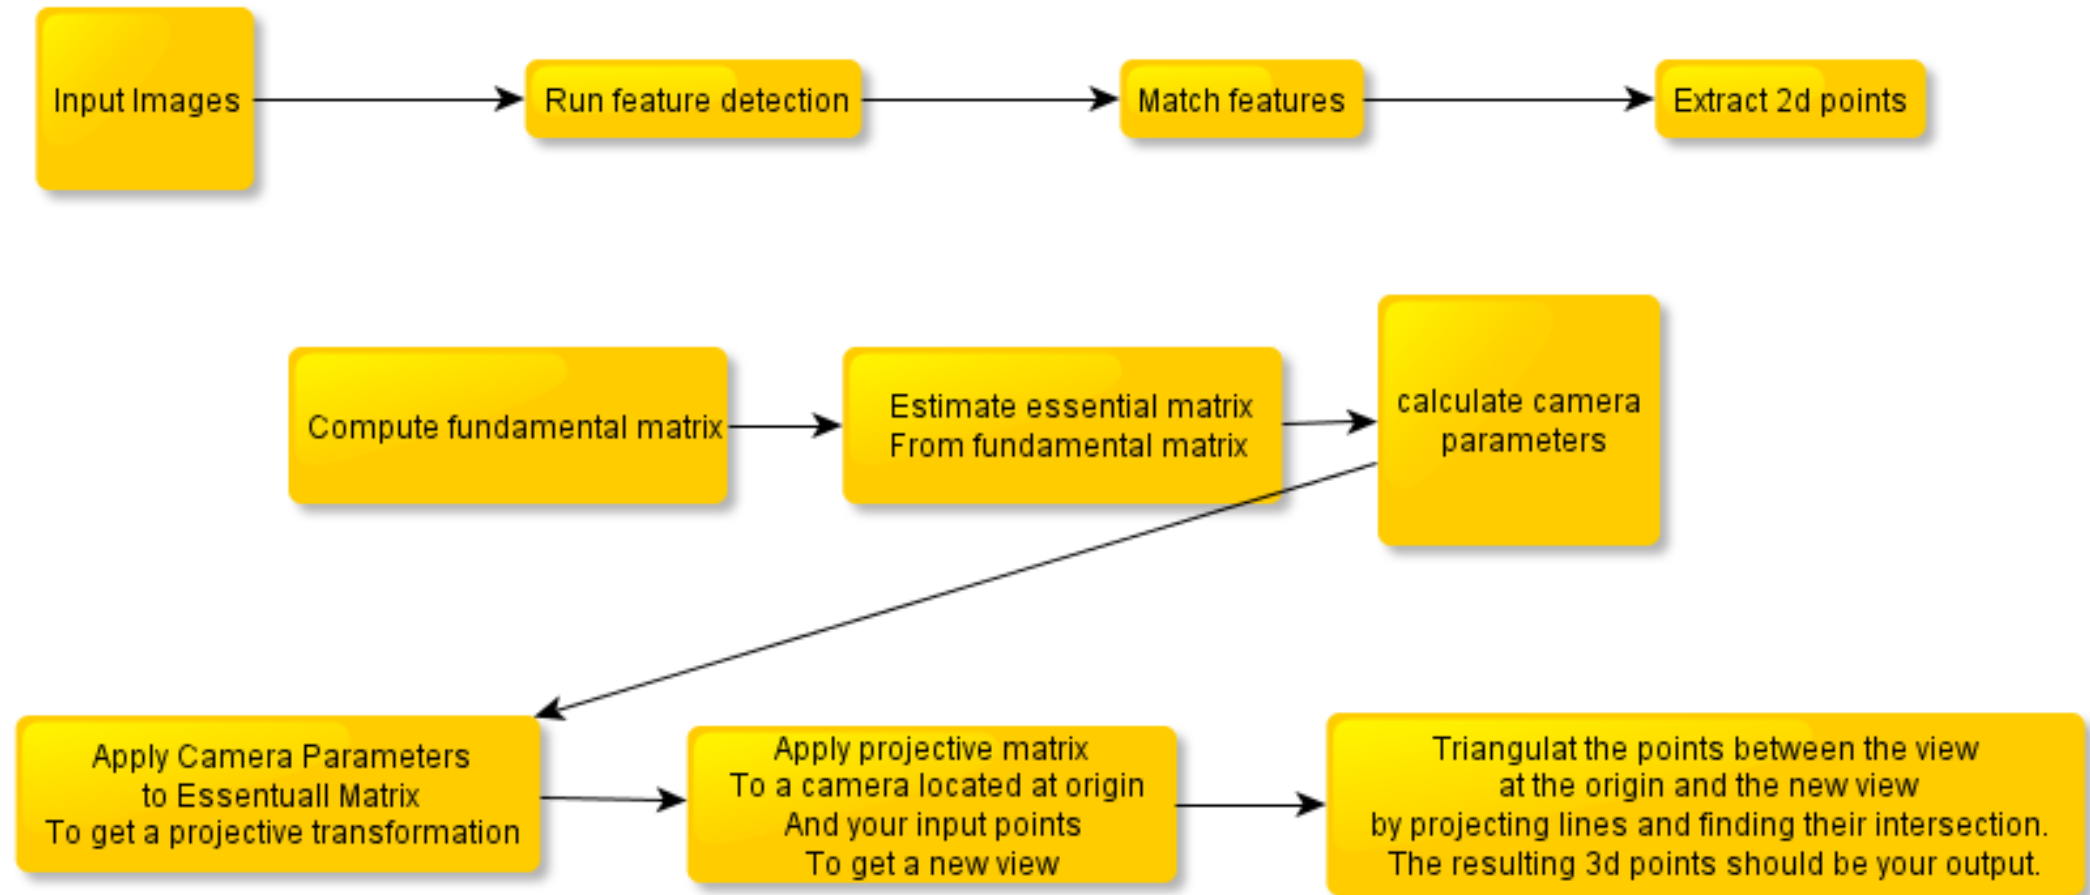 Input Images
Run feature detection
Match features
Extract 2d points
Compute fundamental matrix
Estimate essential matrix
From fundamental matrix
calculate camera
parameters
Apply Camera Parameters
to Essentuall Matrix
To get a projective transformation
Apply projective matrix
To a camera located at origin
And your input points
To get a new view
Triangulat the points between the view
at the origin and the new view
by projecting lines and finding their intersection.
The resulting 3d points should be your output.